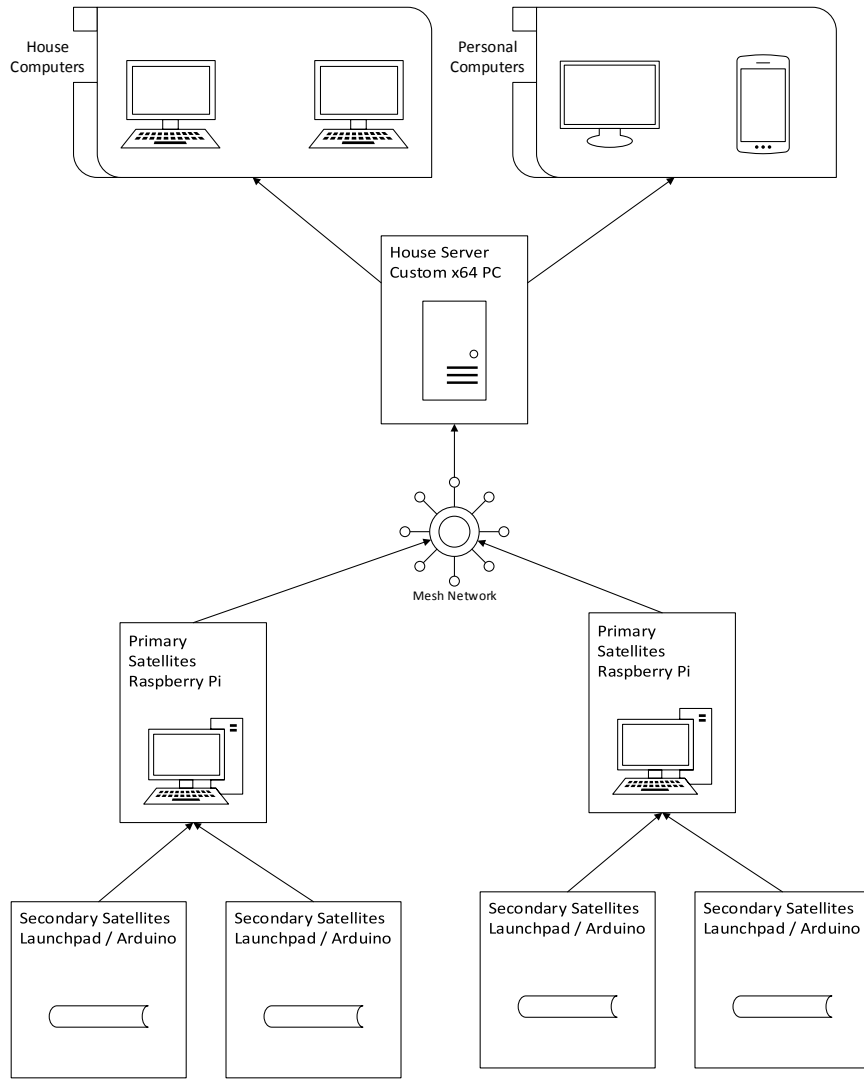 House
Computers
Personal
Computers
House Server
Custom x64 PC
Mesh Network
Primary
Satellites
Raspberry Pi
Primary
Satellites
Raspberry Pi
Secondary Satellites
Launchpad / Arduino
Secondary Satellites
Launchpad / Arduino
Secondary Satellites
Launchpad / Arduino
Secondary Satellites
Launchpad / Arduino